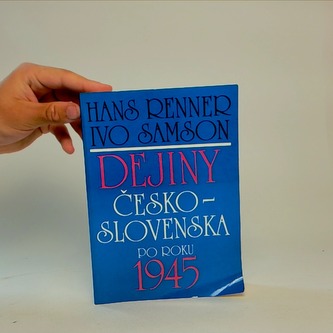 HANS RENNER
IVO SAMSON
DEJINY
ČESKO-
SLOVENSKA
PO ROKU
1945